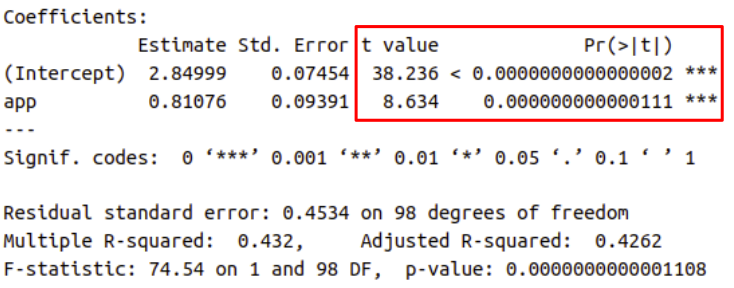 Coefficients:
Estimate Std. Error t value Pr(>|t|)
(Intercept) 2.84999 0.07454 38.236 < 0.0000000000000002 ***
app 0.81076 0.09391 8.634 0.000000000000111 ***
---
Signif. codes: 0 ‘***’ 0.001 ‘**’ 0.01 ‘*’ 0.05 ‘.’ 0.1 ‘ ’ 1
Residual standard error: 0.4534 on 98 degrees of freedom
Multiple R-squared: 0.432, Adjusted R-squared: 0.4262
F-statistic: 74.54 on 1 and 98 DF, p-value: 0.0000000000001108